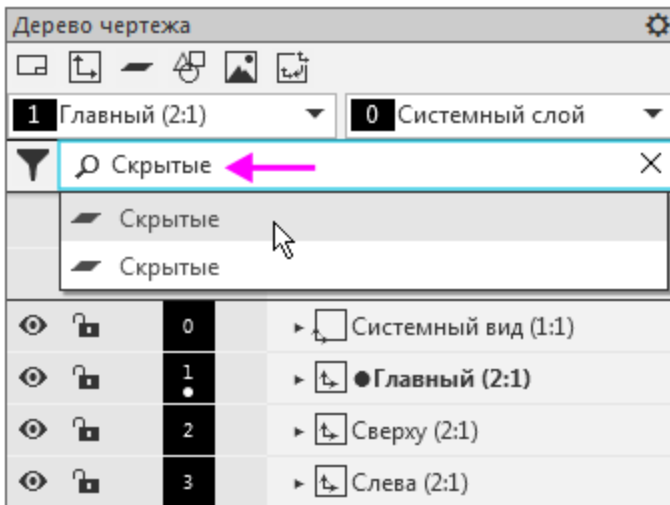 Дерево чертежа
1 Главный (2:1) 0 Системный слой
Скрытые
Скрытые
Скрытые
0 Системный вид (1:1)
1 ●Главный (2:1)
2 Сверху (2:1)
3 Слева (2:1)